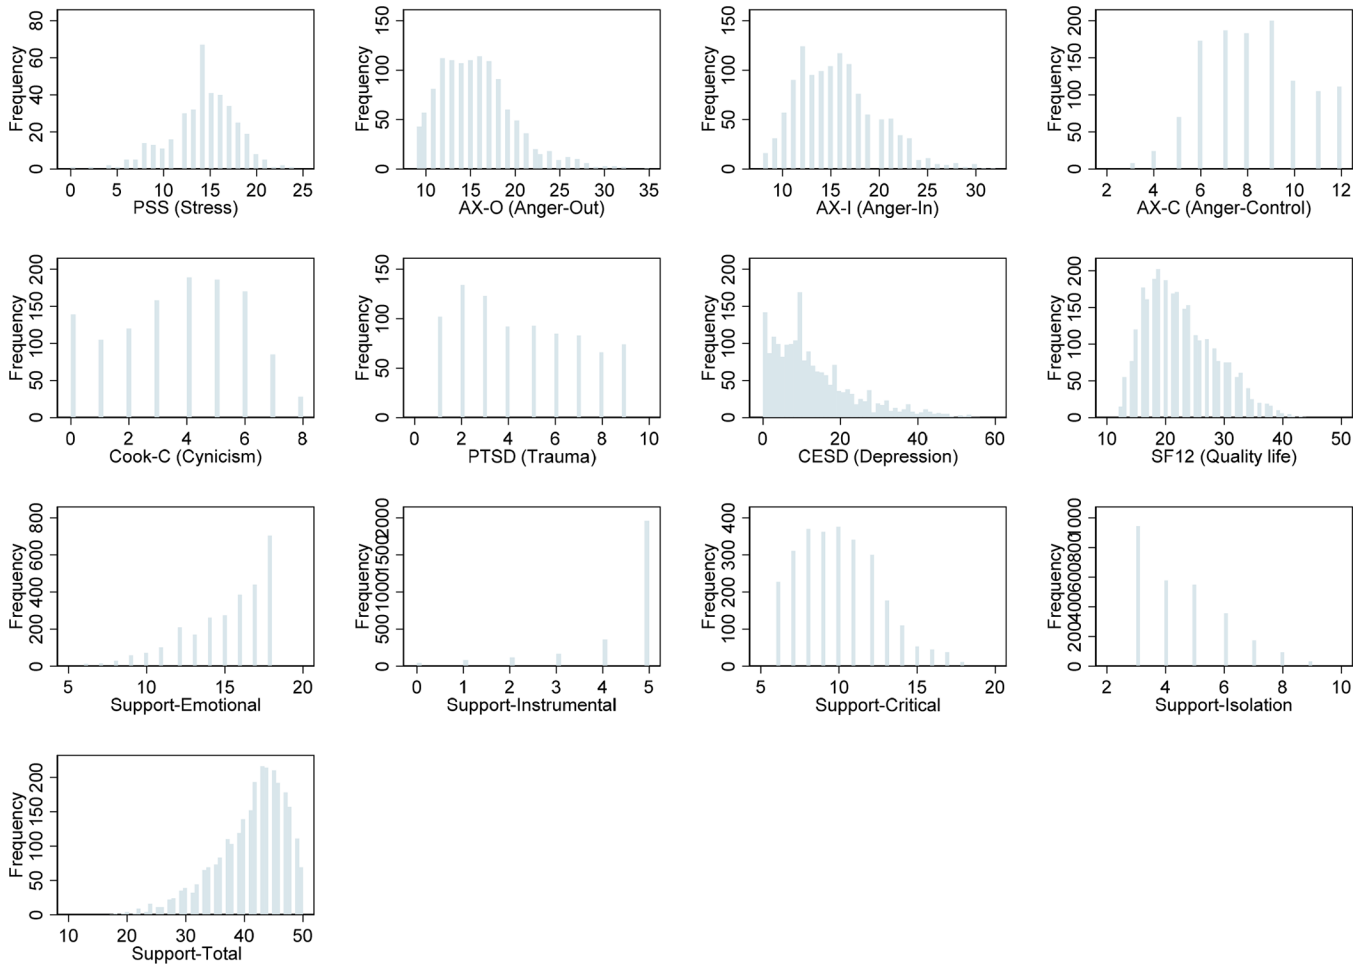 Frequency
0 20 40 60 80
0 5 10 15 20 25
PSS (Stress)
Frequency
0 50 100 150
10 15 20 25 30 35
AX-O (Anger-Out)
Frequency
0 50 100 150
10 15 20 25 30
AX-I (Anger-In)
Frequency
0 50 100 150 200
2 4 6 8 10 12
AX-C (Anger-Control)
Frequency
0 50 100 150 200
0 2 4 6 8
Cook-C (Cynicism)
Frequency
0 50 100 150
0 2 4 6 8 10
PTSD (Trauma)
Frequency
0 50 100 150 200
0 20 40 60
CESD (Depression)
Frequency
0 50 100 150 200
10 20 30 40 50
SF12 (Quality life)
Frequency
0 200 400 600 800
5 10 15 20
Support-Emotional
Frequency
0 500 1000 1500 2000
0 1 2 3 4 5
Support-Instrumental
Frequency
0 100 200 300 400
5 10 15 20
Support-Critical
Frequency
0 200 400 600 800 1000
2 4 6 8 10
Support-Isolation
Frequency
0 50 100 150 200
10 20 30 40 50
Support-Total